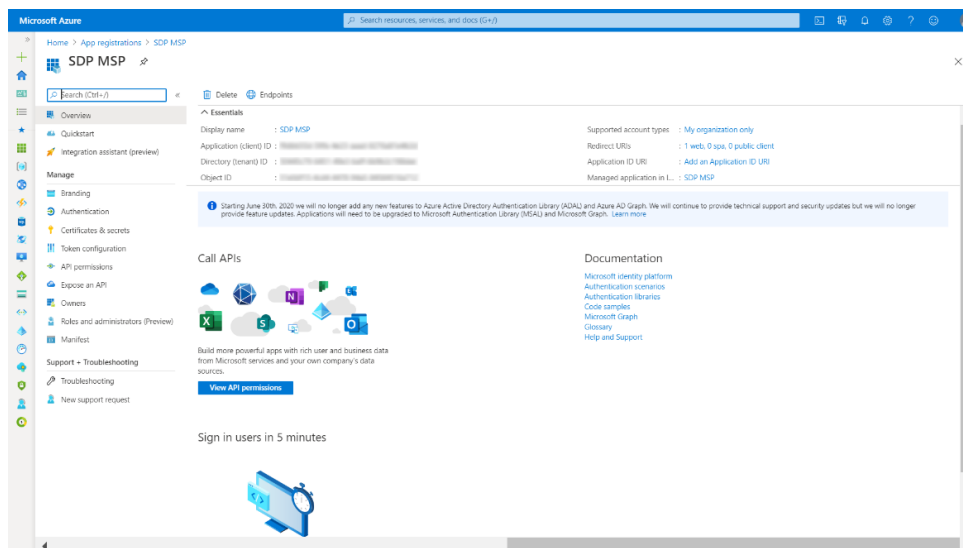 Microsoft Azure
Search resources, services, and docs (G+/)
Home > App registrations > SDP MSP
SDP MSP
Search (Ctrl+/)
Overview
Quickstart
Integration assistant (preview)
Manage
Branding
Authentication
Certificates & secrets
Token configuration
API permissions
Expose an API
Owners
Roles and administrators (Preview)
Manifest
Support + Troubleshooting
Troubleshooting
New support request
Delete Endpoints
Essentials
Display name : SDP MSP
Application (client) ID :
Directory (tenant) ID :
Object ID :
Supported account types : My organization only
Redirect URIs : 1 web, 0 spa, 0 public client
Application ID URI : Add an Application ID URI
Managed application in l... : SDP MSP
Starting June 30th, 2020 we will no longer add any new features to Azure Active Directory Authentication Library (ADAL) and Azure AD Graph. We will continue to provide technical support and security updates but we will no longer
provide feature updates. Applications will need to be upgraded to Microsoft Authentication Library (MSAL) and Microsoft Graph. Learn more
Call APIs
Build more powerful apps with rich user and business data
from Microsoft services and your own company's data
sources.
View API permissions
Documentation
Microsoft identity platform
Authentication scenarios
Authentication libraries
Code samples
Microsoft Graph
Glossary
Help and Support
Sign in users in 5 minutes